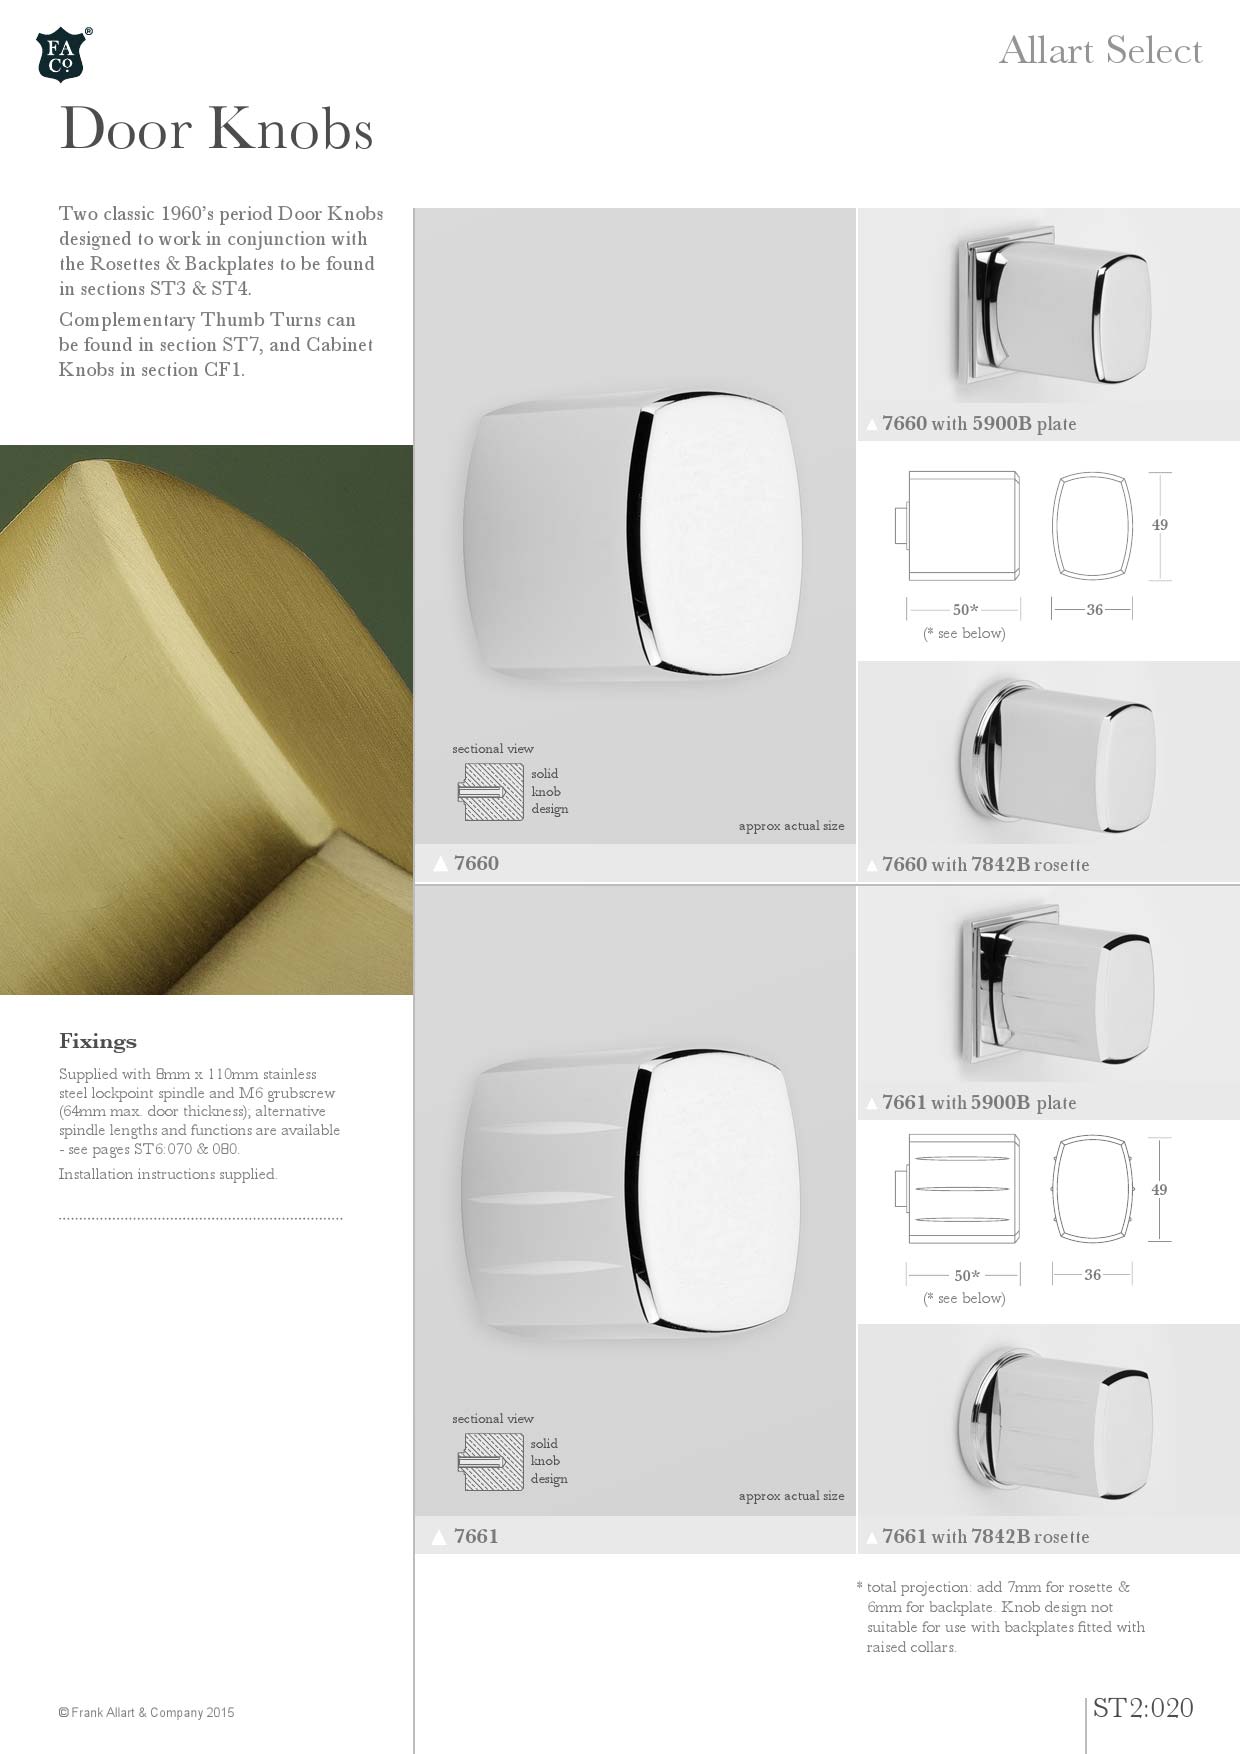 FA
Co.
®
Allart Select
Door Knobs
Two classic 1960's period Door Knobs
designed to work in conjunction with
the Rosettes & Backplates to be found
in sections ST3 & ST4.
Complementary Thumb Turns can
be found in section ST7, and Cabinet
Knobs in section CF1.
Fixings
Supplied with 8mm x 110mm stainless
steel lockpoint spindle and M6 grubscrew
(64mm max. door thickness); alternative
spindle lengths and functions are available
- see pages ST6:070 & 080.
Installation instructions supplied.
sectional view
solid
knob
design
approx actual size
7660
7660 with 5900B plate
49
50*
36
(* see below)
7660 with 7842B rosette
sectional view
solid
knob
design
approx actual size
7661
7661 with 5900B plate
49
50*
36
(* see below)
7661 with 7842B rosette
* total projection: add 7mm for rosette &
6mm for backplate. Knob design not
suitable for use with backplates fitted with
raised collars.
© Frank Allart & Company 2015
ST2:020